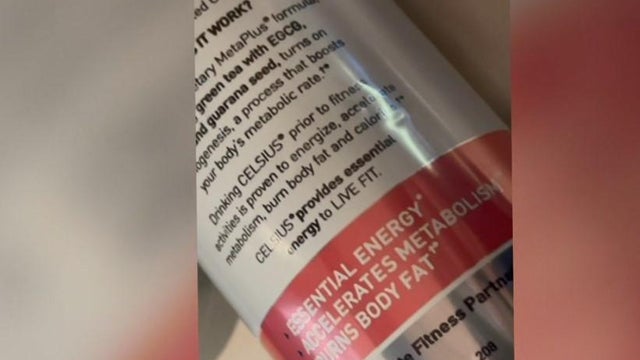 IT WORK?
MetaPlus® formula,
green tea with EGCG,
and guarana seed, turns on
ogenesis, a process that boosts
your body's metabolic rate.
Drinking CELSIUS® prior to fitness
activities is proven to energize, accelerate
metabolism, burn body fat and calories.
CELSIUS® provides essential
energy to LIVE FIT.
· ESSENTIAL ENERGY
· ACCELERATES METABOLISM
BURNS BODY FAT
Fitness Partn
208